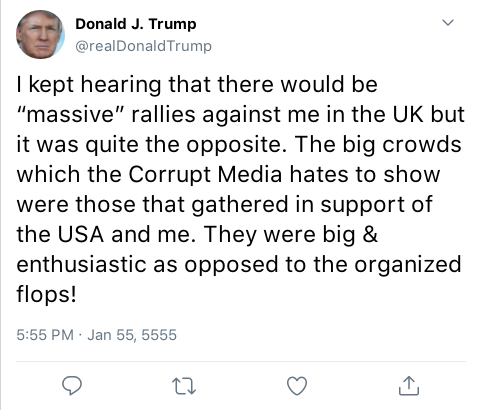 Donald J. Trump
@realDonaldTrump
I kept hearing that there would be
“massive” rallies against me in the UK but
it was quite the opposite. The big crowds
which the Corrupt Media hates to show
were those that gathered in support of
the USA and me. They were big &
enthusiastic as opposed to the organized
flops!
5:55 PM · Jan 55, 5555